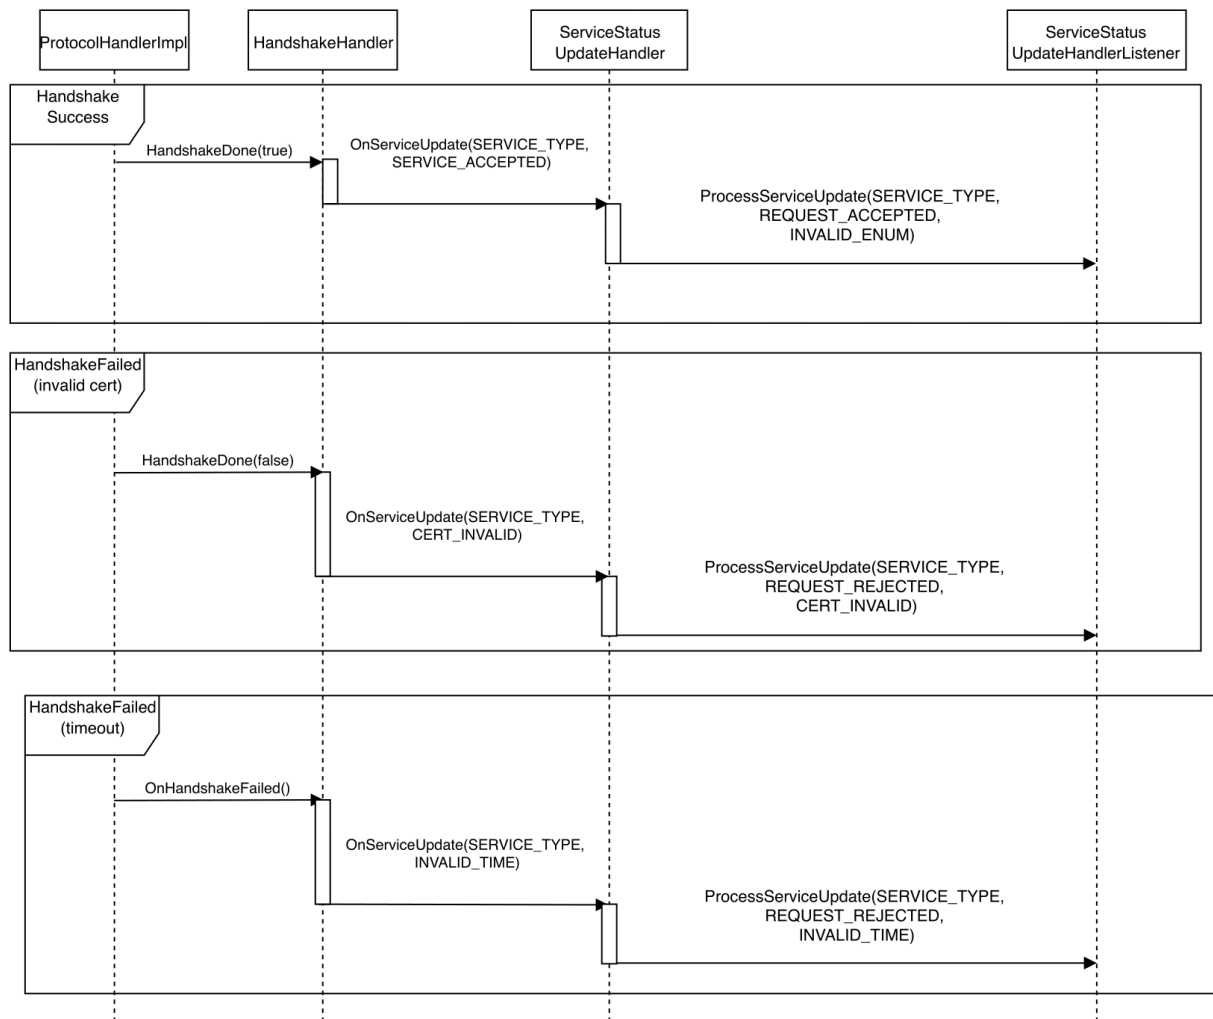 ProtocolHandlerImpl
HandshakeHandler
ServiceStatus
UpdateHandler
ServiceStatus
UpdateHandlerListener
Handshake
Success
HandshakeDone(true)
OnServiceUpdate(SERVICE_TYPE,
SERVICE_ACCEPTED)
ProcessServiceUpdate(SERVICE_TYPE,
REQUEST_ACCEPTED,
INVALID_ENUM)
HandshakeFailed
(invalid cert)
HandshakeDone(false)
OnServiceUpdate(SERVICE_TYPE,
CERT_INVALID)
ProcessServiceUpdate(SERVICE_TYPE,
REQUEST_REJECTED,
CERT_INVALID)
HandshakeFailed
(timeout)
OnHandshakeFailed()
OnServiceUpdate(SERVICE_TYPE,
INVALID_TIME)
ProcessServiceUpdate(SERVICE_TYPE,
REQUEST_REJECTED,
INVALID_TIME)